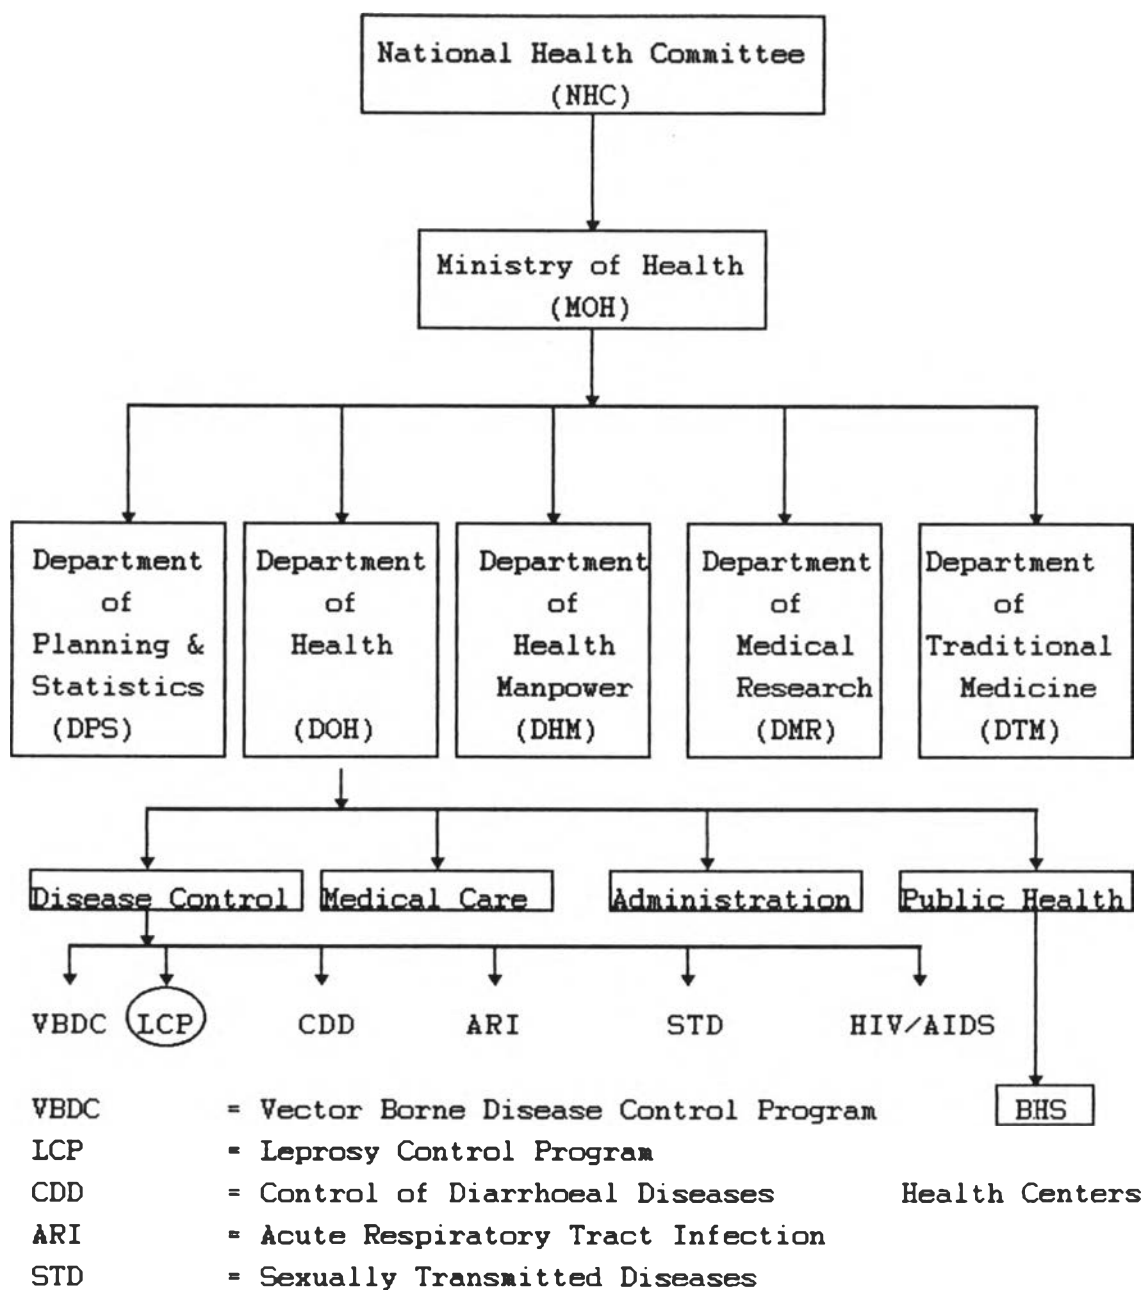 National Health Committee
(NHC)
Ministry of Health
(MOH)
Department
of
Planning &
Statistics
(DPS)
Department
of
Health
(DOH)
Department
of
Health
Manpower
(DHM)
Department
of
Medical
Research
(DMR)
Department
of
Traditional
Medicine
(DTM)
Disease Control
Medical Care
Administration
Public Health
VBDC
LCP
CDD
ARI
STD
HIV/AIDS
BHS
Health Centers
VBDC = Vector Borne Disease Control Program
LCP = Leprosy Control Program
CDD = Control of Diarrhoeal Diseases
ARI = Acute Respiratory Tract Infection
STD = Sexually Transmitted Diseases